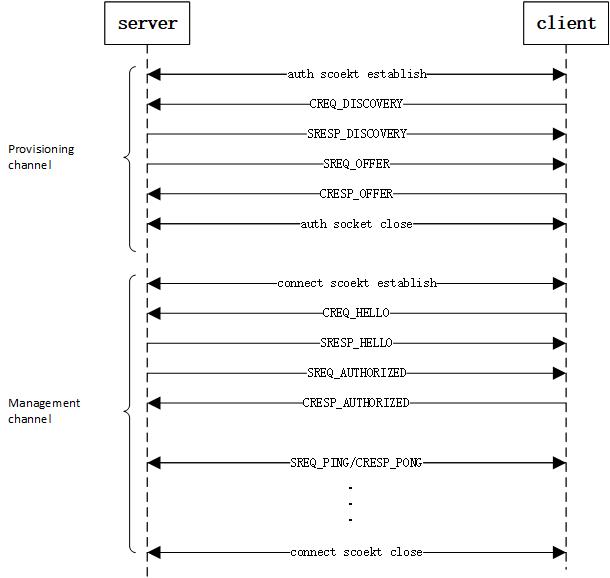 server
client
auth scoekt establish
CREQ_DISCOVERY
SRESP_DISCOVERY
Provisioning
channel
SREQ_OFFER
CRESP_OFFER
auth socket close
connect scoekt establish
CREQ_HELLO
SRESP_HELLO
SREQ_AUTHORIZED
Management
channel
CRESP_AUTHORIZED
SREQ_PING/CRESP_PONG
connect scoekt close